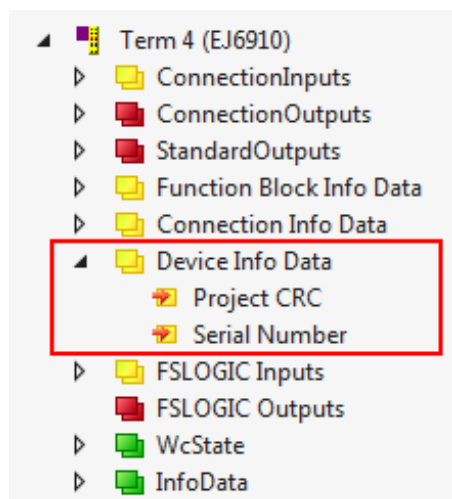 Term 4 (EJ6910)
ConnectionInputs
ConnectionOutputs
StandardOutputs
Function Block Info Data
Connection Info Data
Device Info Data
Project CRC
Serial Number
FSLOGIC Inputs
FSLOGIC Outputs
WcState
InfoData